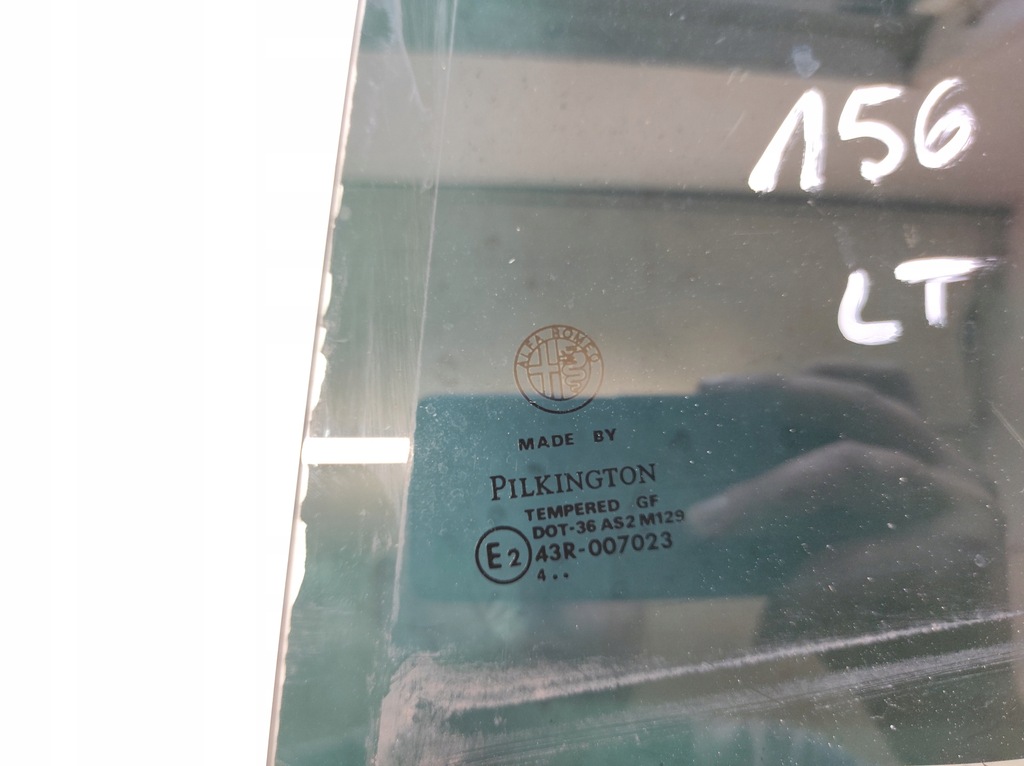 156
LT
ALFA ROMEO
MADE BY
PILKINGTON
TEMPERED GF
DOT-36 AS2 M129
E2 43R-007023
4..